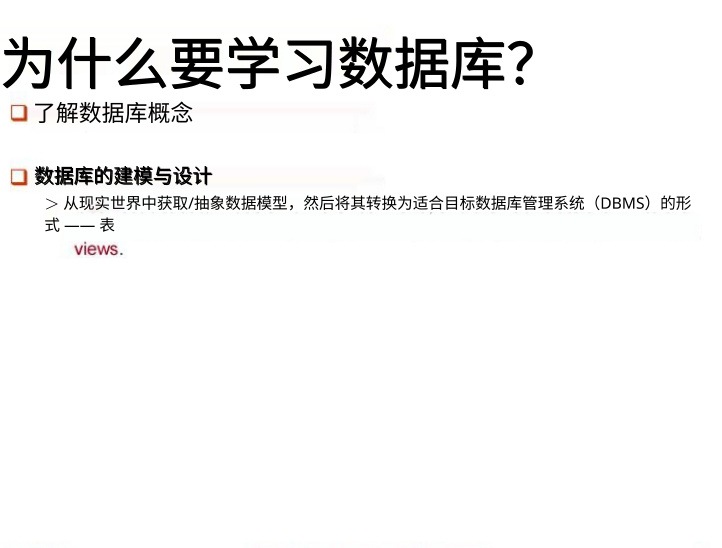 为什么要学习数据库?
了解数据库概念
数据库的建模与设计
> 从现实世界中获取/抽象数据模型，然后将其转换为适合目标数据库管理系统（DBMS）的形
式 —— 表
views.